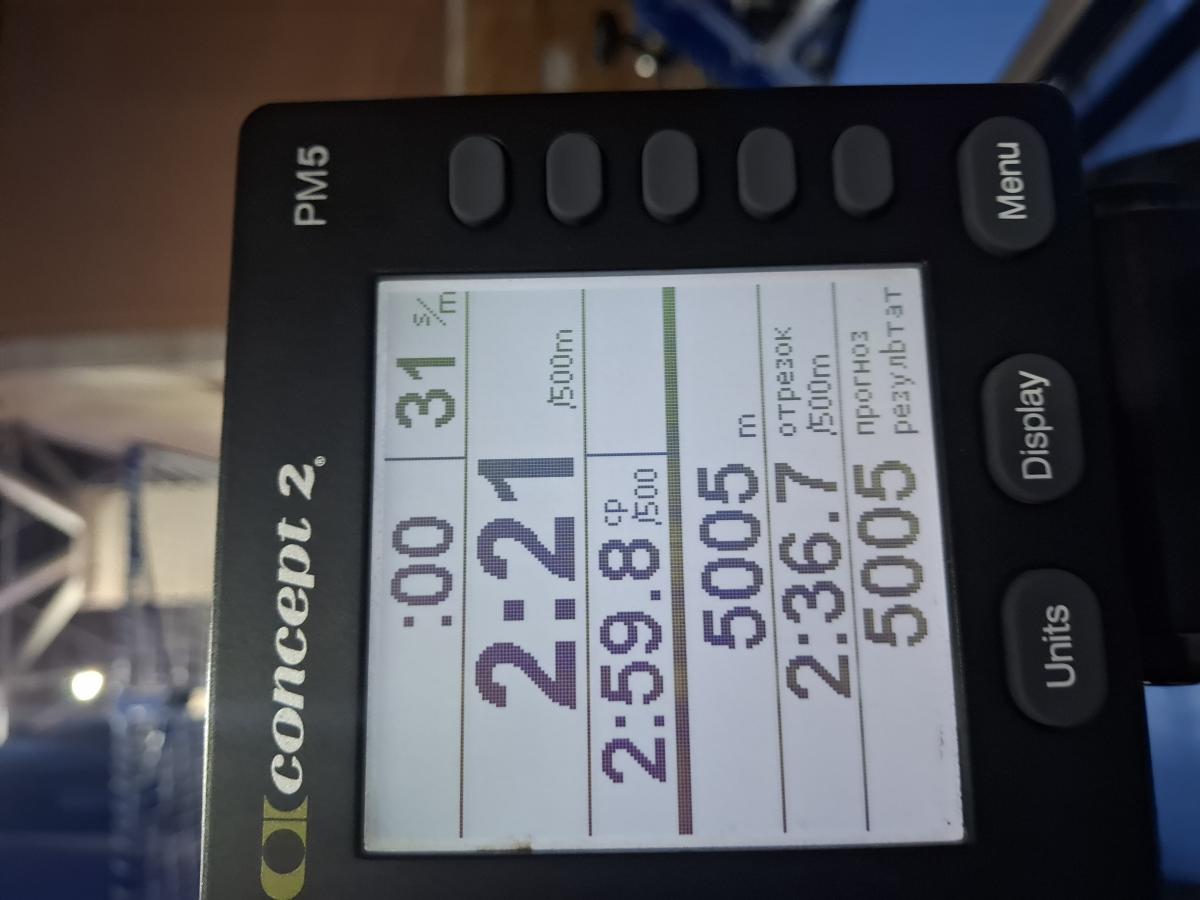 concept 2®
PM5
:00 31 s/m
2:21 /500m
2:59.8 ср /500
5005 m
2:36.7 отрезок /500m
5005 прогноз результат
Units
Display
Menu